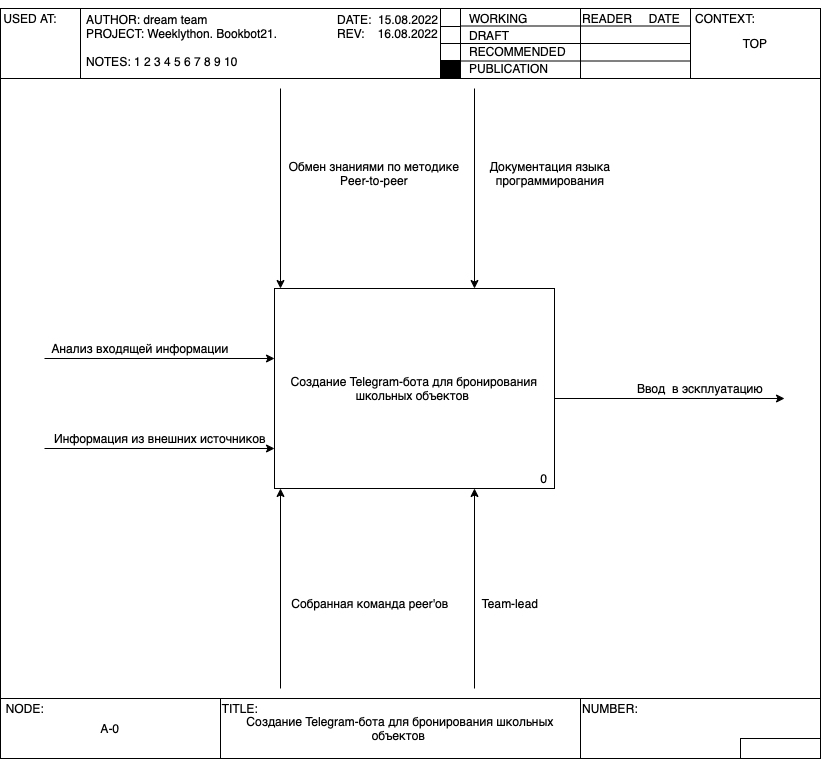 USED AT:
AUTHOR: dream team
PROJECT: Weeklython. Bookbot21.
NOTES: 1 2 3 4 5 6 7 8 9 10
DATE: 15.08.2022
REV: 16.08.2022
WORKING
DRAFT
RECOMMENDED
PUBLICATION
READER DATE
CONTEXT:
TOP
Обмен знаниями по методике
Peer-to-peer
Документация языка
программирования
Анализ входящей информации
Информация из внешних источников
Создание Telegram-бота для бронирования
школьных объектов
0
Ввод в эскплуатацию
Собранная команда peer'ов
Team-lead
NODE:
A-0
TITLE:
Создание Telegram-бота для бронирования школьных
объектов
NUMBER: